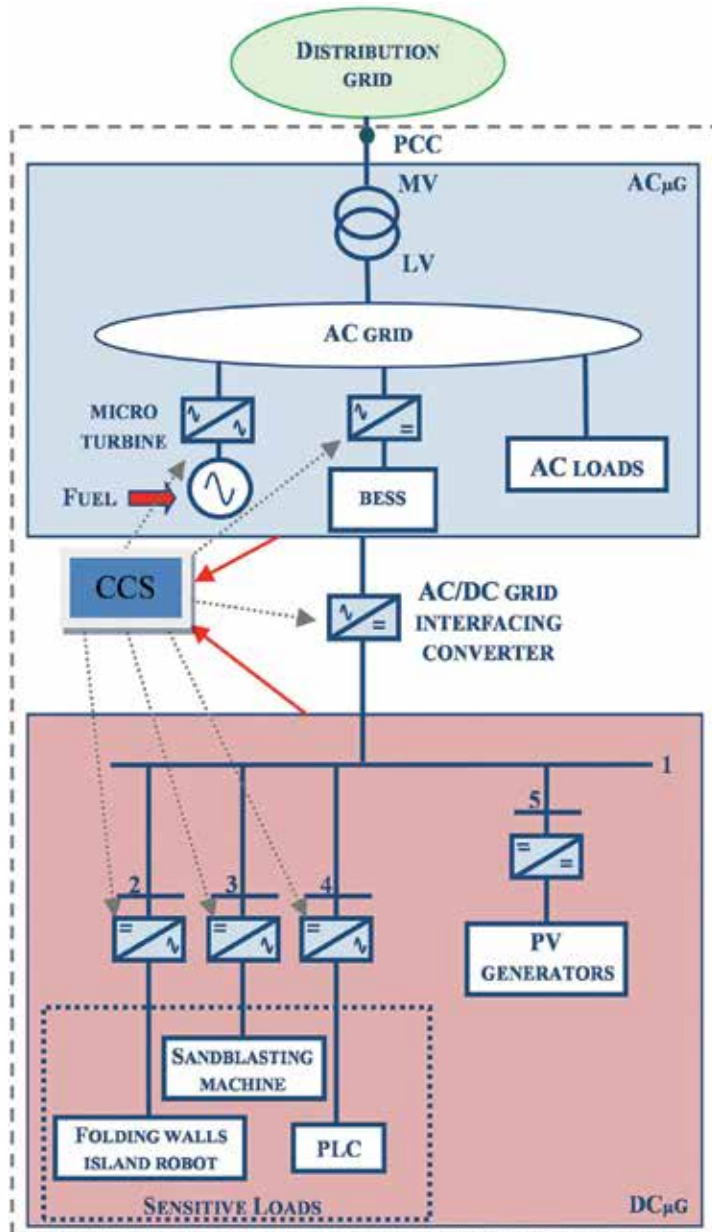 DISTRIBUTION
GRID
PCC
MV
ACμG
LV
AC GRID
MICRO
TURBINE
FUEL
BESS
AC LOADS
CCS
AC/DC GRID
INTERFACING
CONVERTER
1
5
2
3
4
PV
GENERATORS
SANDBLASTING
MACHINE
FOLDING WALLS
ISLAND ROBOT
PLC
SENSITIVE LOADS
DCμG